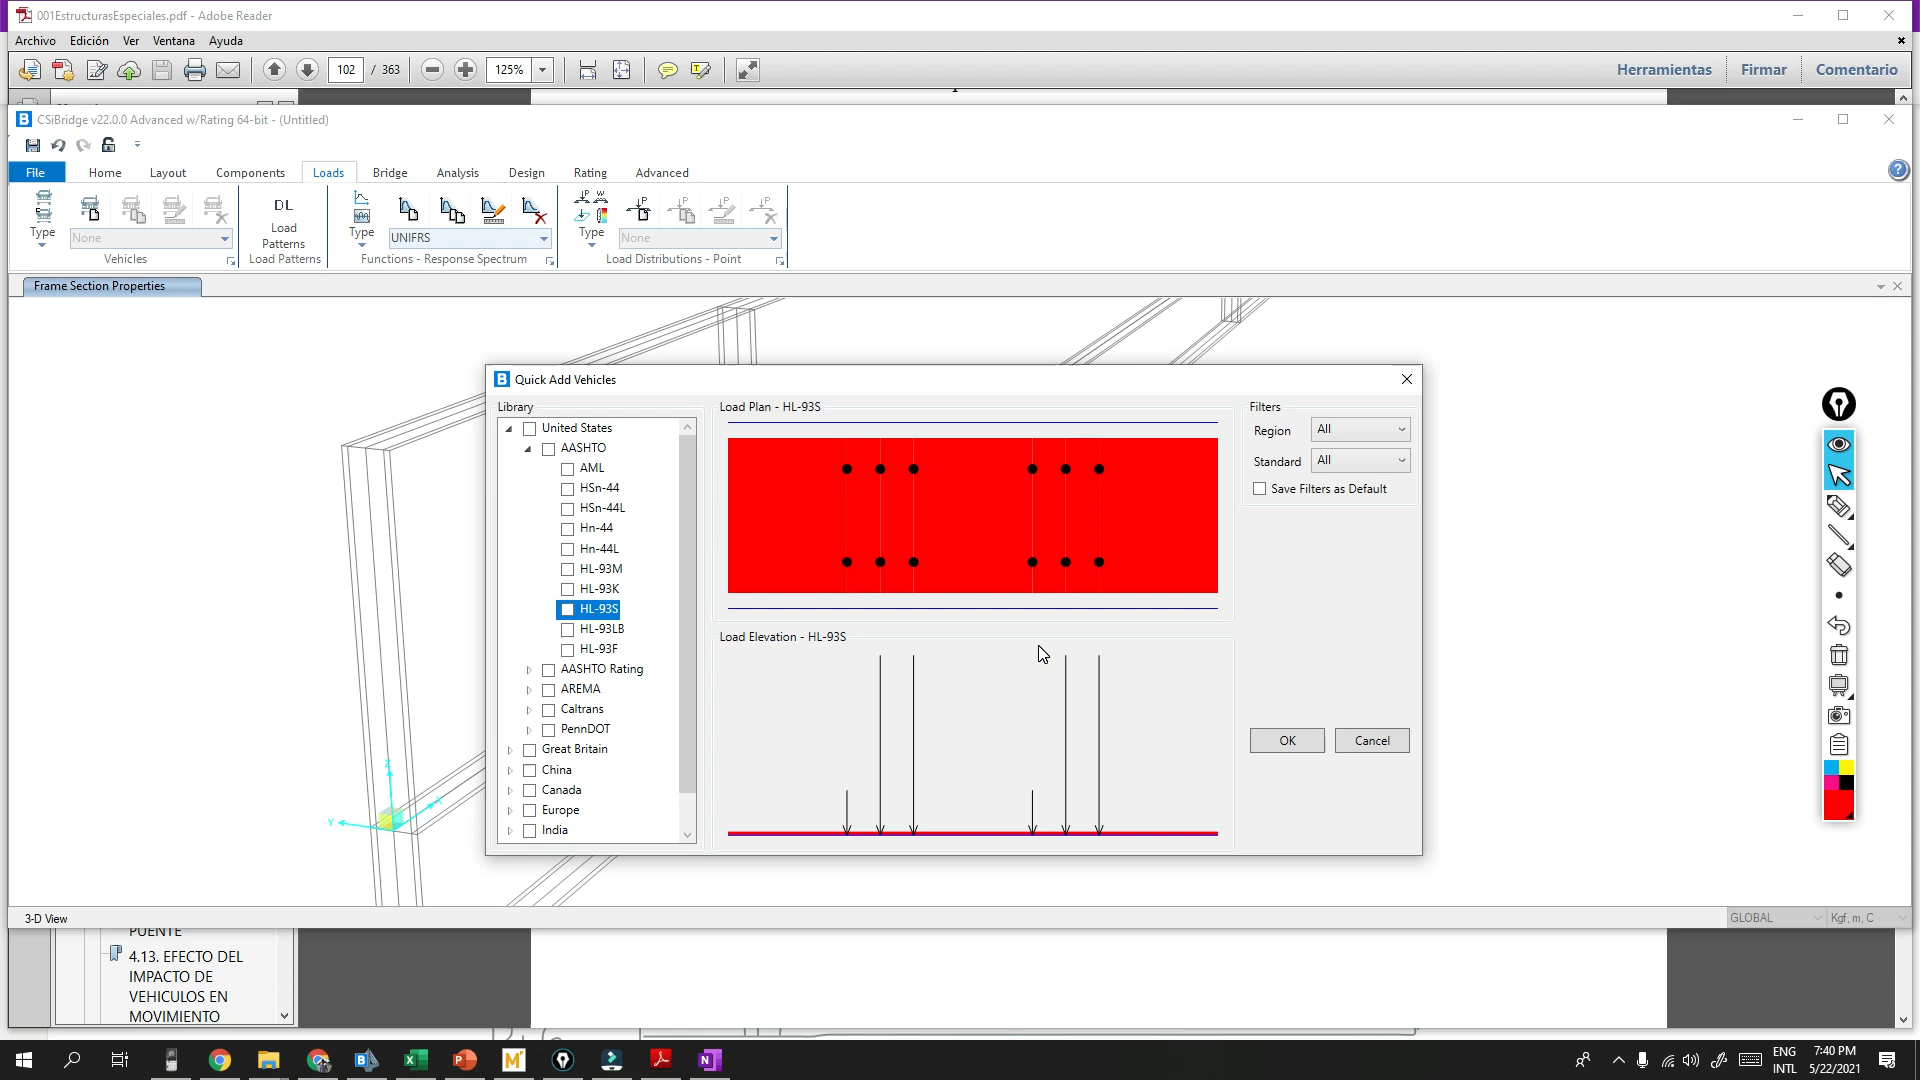 001EstructurasEspeciales.pdf - Adobe Reader
Archivo Edición Ver Ventana Ayuda
102 / 363 125% Herramientas Firmar Comentario
CSiBridge v22.0.0 Advanced w/Rating 64-bit - (Untitled)
File Home Layout Components Loads Bridge Analysis Design Rating Advanced
Type None Vehicles
DL Load Patterns Load Patterns
Type UNIFRS Functions - Response Spectrum
Type None Load Distributions - Point
Frame Section Properties
Quick Add Vehicles
Library
United States
AASHTO
AML
HSn-44
HSn-44L
Hn-44
Hn-44L
HL-93M
HL-93K
HL-93S
HL-93LB
HL-93F
AASHTO Rating
AREMA
Caltrans
PennDOT
Great Britain
China
Canada
Europe
India
Load Plan - HL-93S
Load Elevation - HL-93S
Filters
Region All
Standard All
Save Filters as Default
OK Cancel
Z
Y
X
3-D View GLOBAL Kgf, m, C
PUENTE
4.13. EFECTO DEL
IMPACTO DE
VEHICULOS EN
MOVIMIENTO
ENG
INTL
7:40 PM
5/22/2021